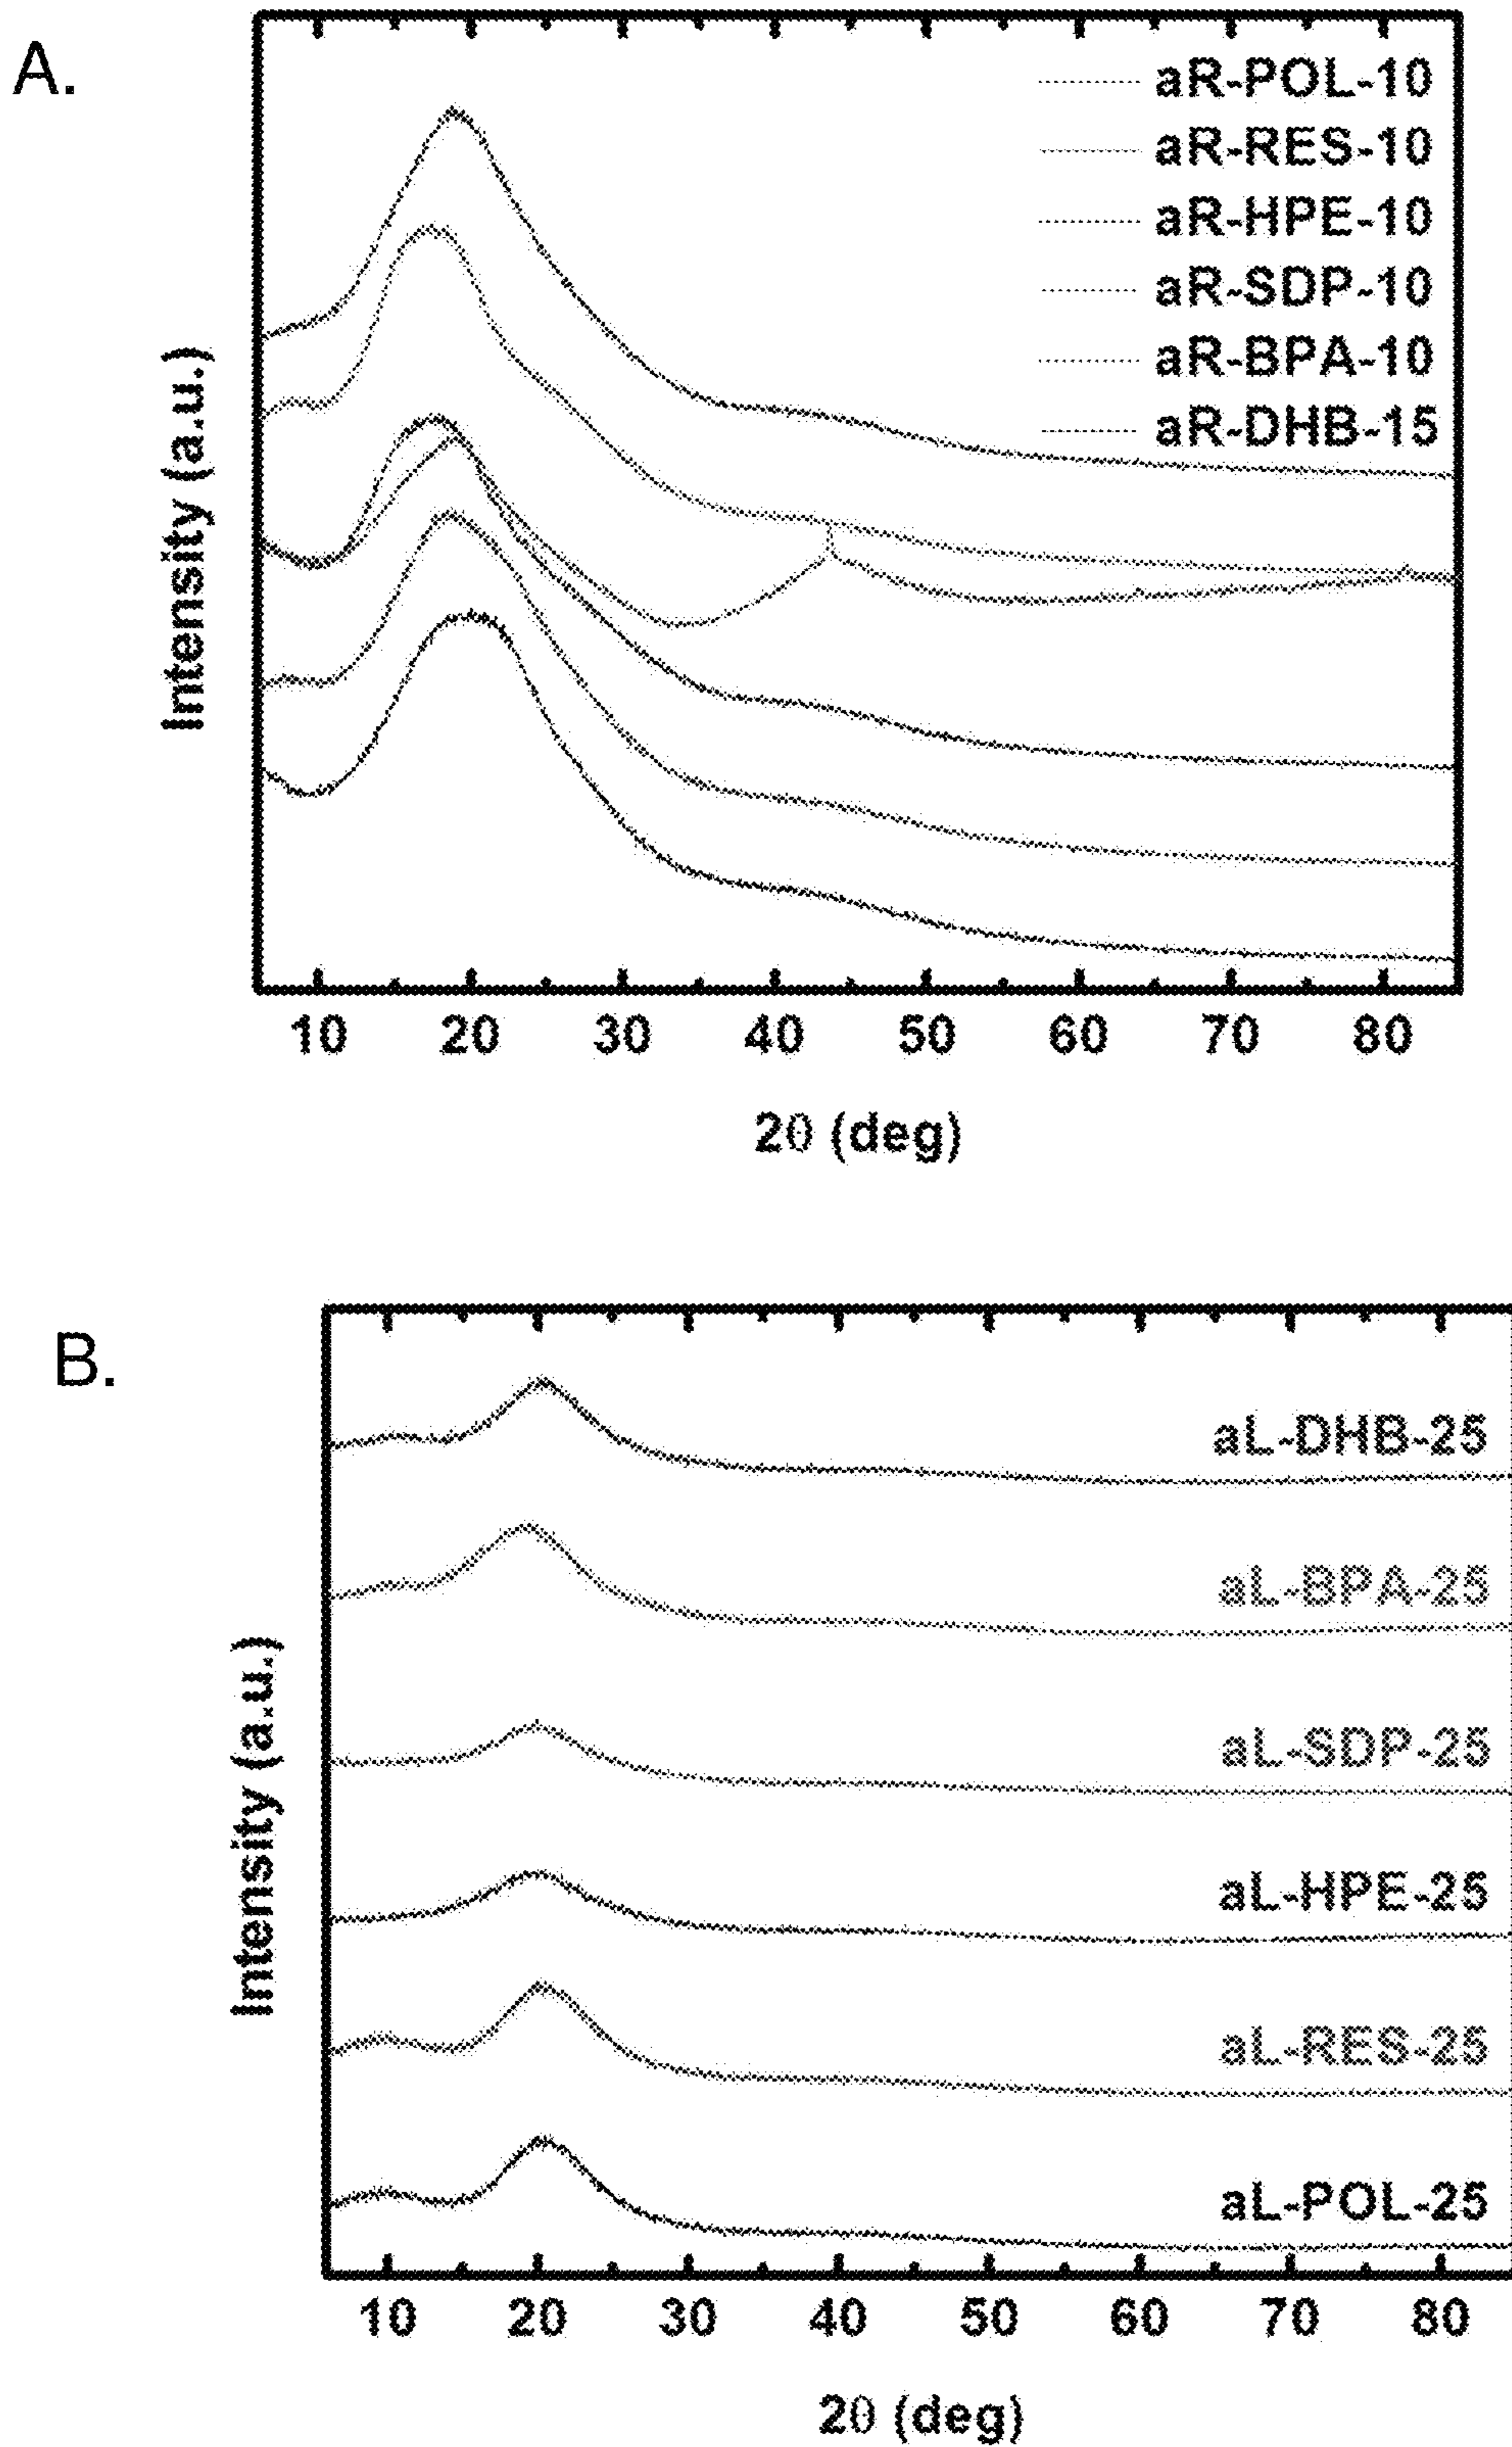 A.
aR-POL-10
aR-RES-10
aR-HPE-10
aR-SDP-10
aR-BPA-10
aR-DHB-15
Intensity (a.u.)
10 20 30 40 50 60 70 80
2θ (deg)
B.
aL-DHB-25
aL-BPA-25
aL-SDP-25
aL-HPE-25
aL-RES-25
aL-POL-25
Intensity (a.u.)
10 20 30 40 50 60 70 80
2θ (deg)